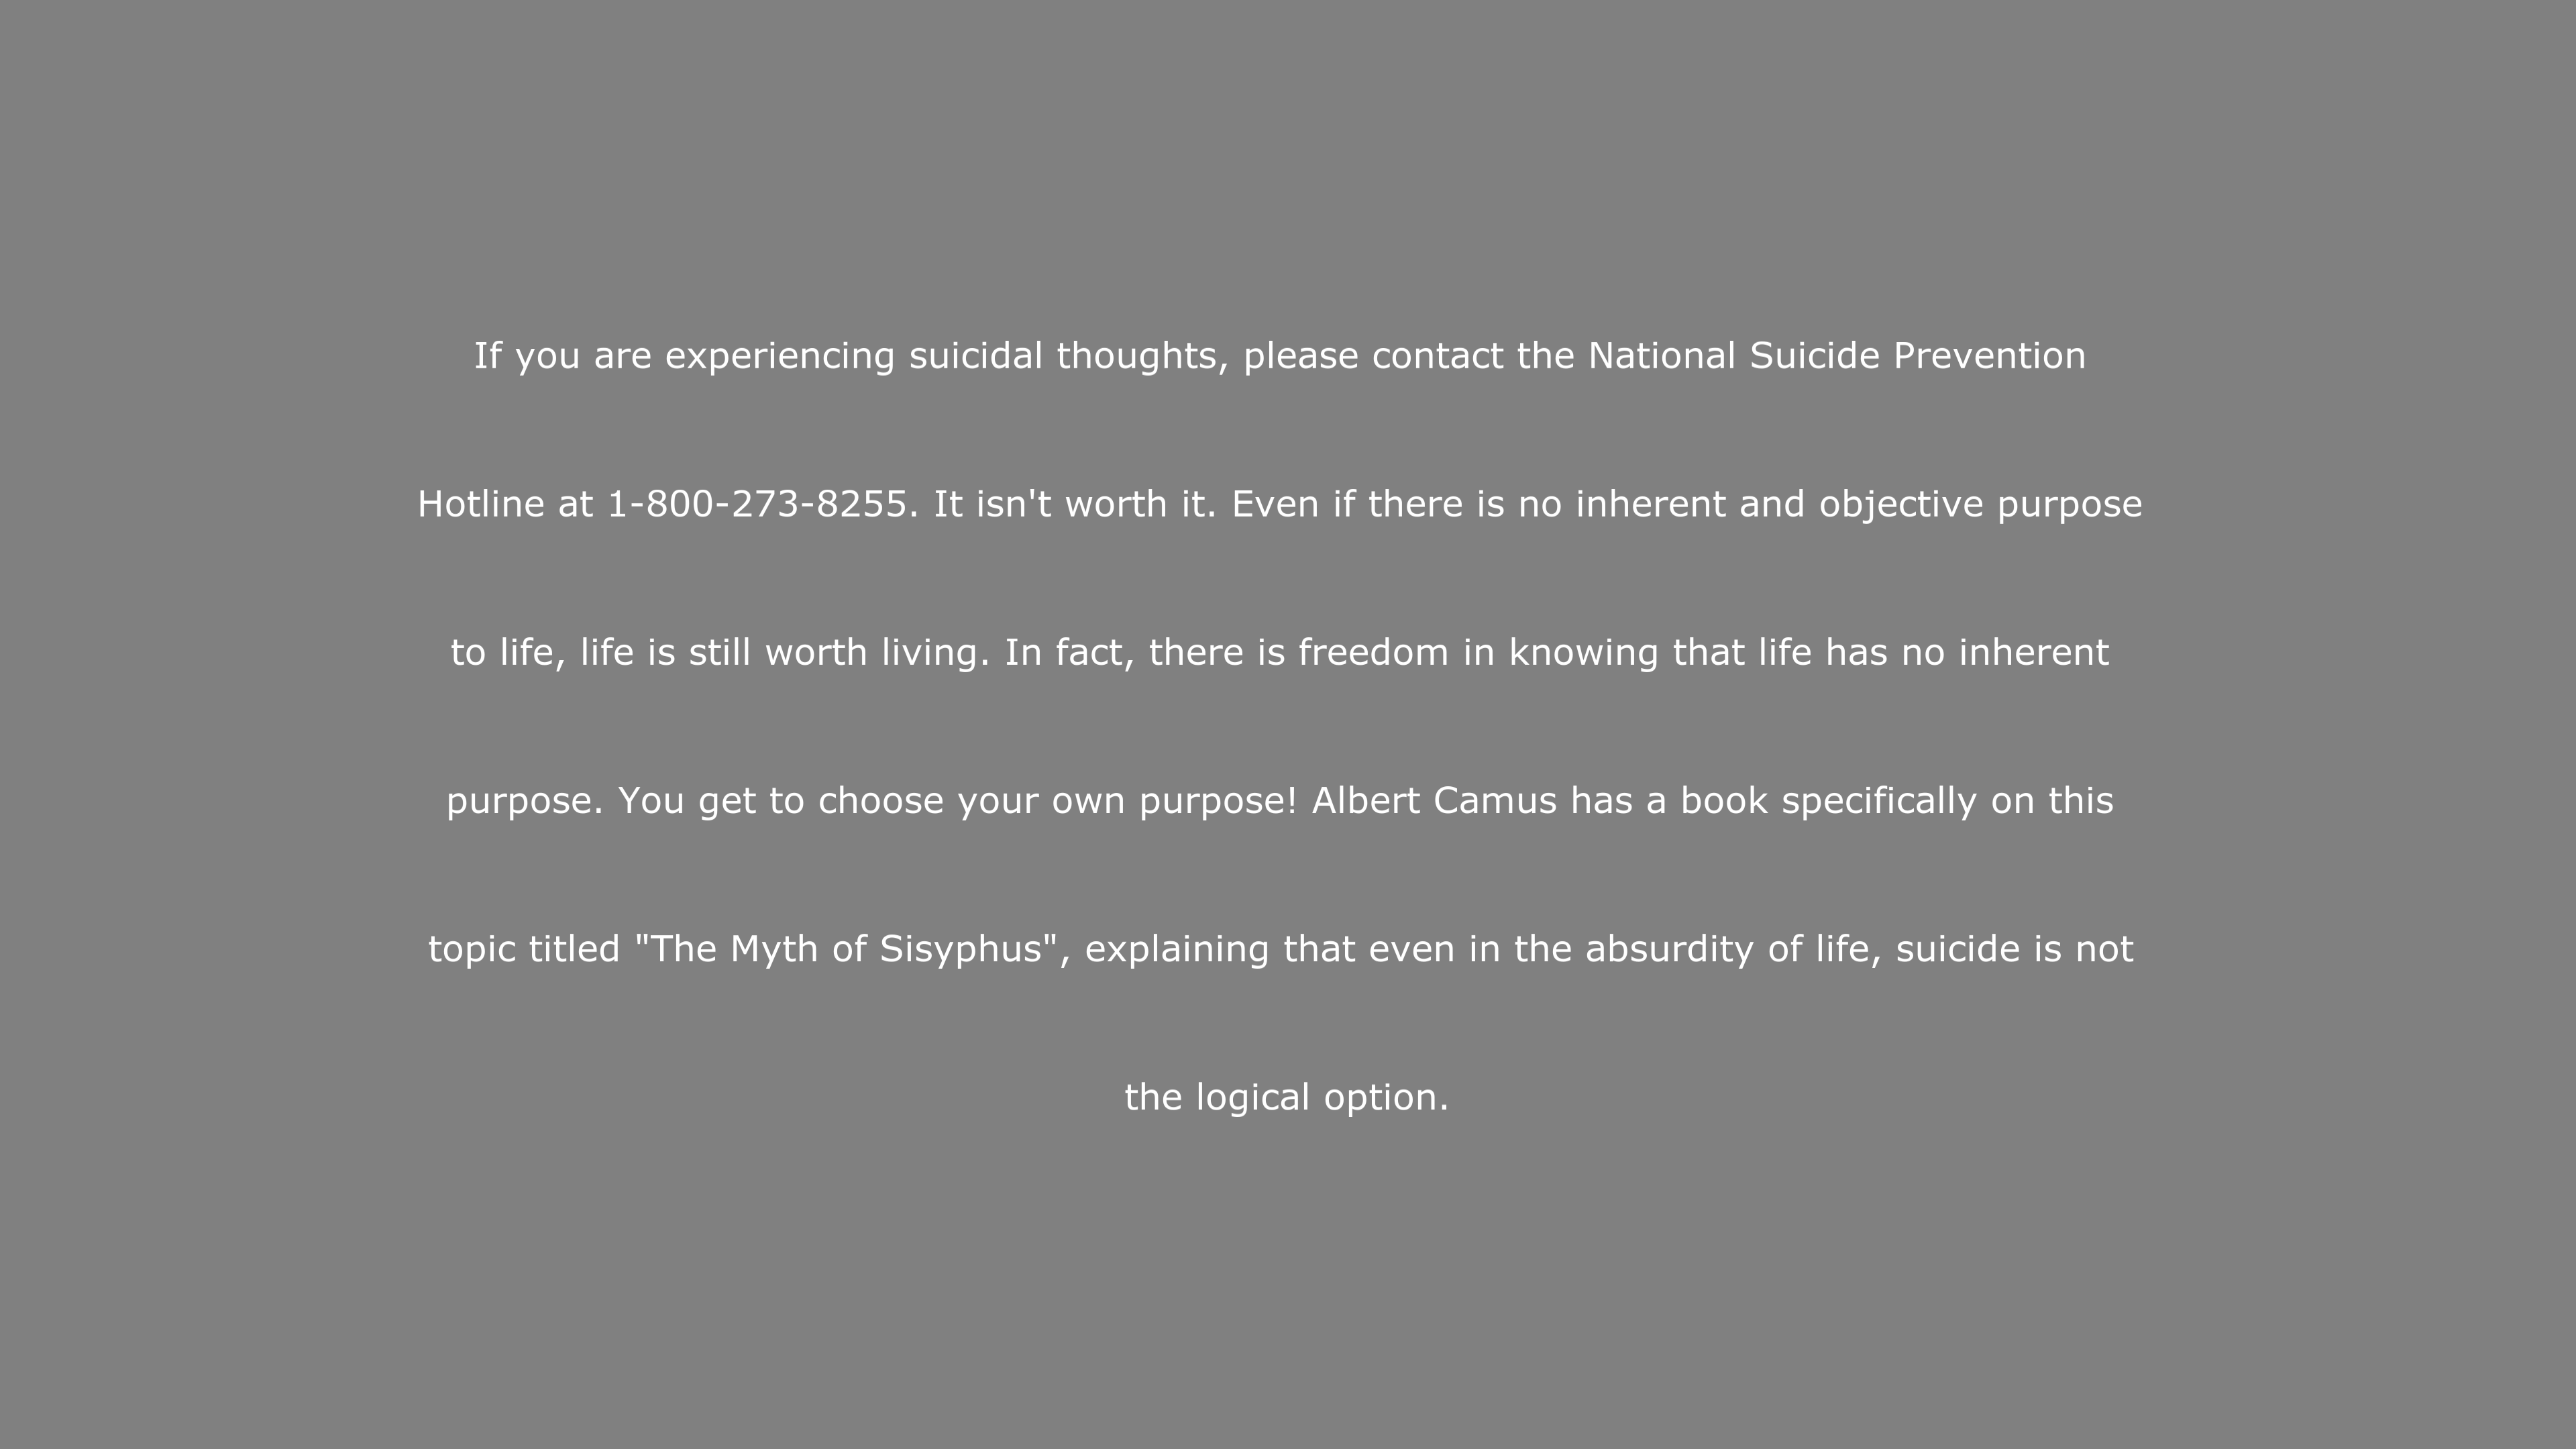 If you are experiencing suicidal thoughts, please contact the National Suicide Prevention
Hotline at 1-800-273-8255. It isn't worth it. Even if there is no inherent and objective purpose
to life, life is still worth living. In fact, there is freedom in knowing that life has no inherent
purpose. You get to choose your own purpose! Albert Camus has a book specifically on this
topic titled "The Myth of Sisyphus", explaining that even in the absurdity of life, suicide is not
the logical option.